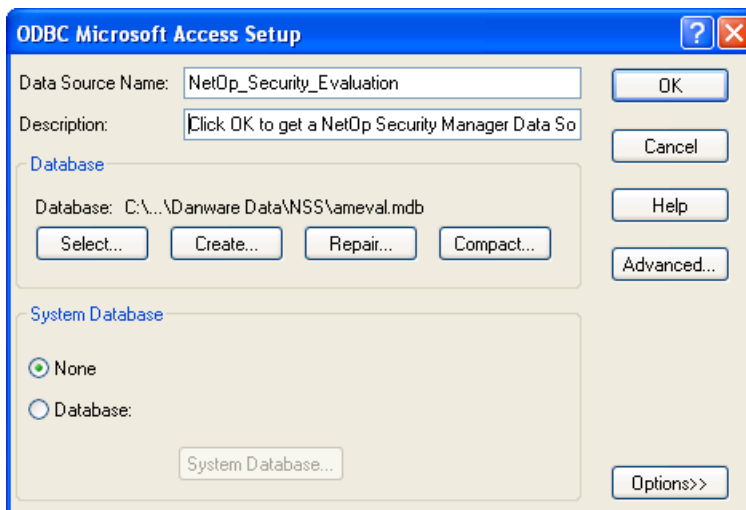 ODBC Microsoft Access Setup
Data Source Name: NetOp_Security_Evaluation
OK
Description: Click OK to get a NetOp Security Manager Data So
Cancel
Database
Database: C:\...\Danware Data\NSS\ameval.mdb
Help
Select... Create... Repair... Compact...
Advanced...
System Database
None
Database:
System Database...
Options>>